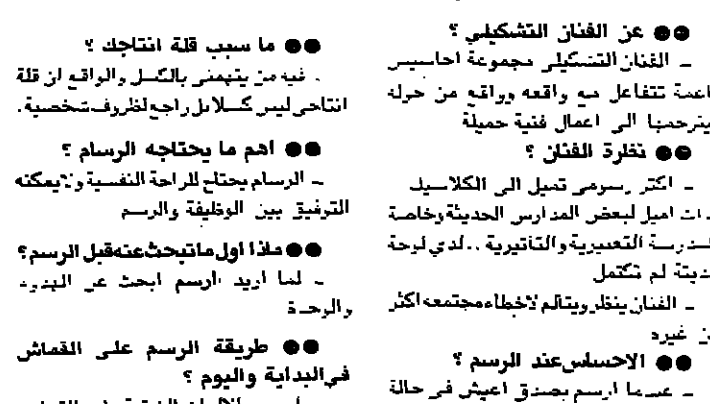 ●● عن الفنان التشكيلي ؟
ـ الفنان التشكيلي مجموعة احاسيس
تتفاعل مع واقعه وواقع من حوله
الى اعمال فنية جميلة
●● نظرة الفنان ؟
ـ اكثر رسومي تميل الى الكلاسيك
اميل لبعض المدارس الحديثة وخاصة
التعبيرية والتاثيرية .. لدي لوحة
لم تكتمل
ـ الفنان ينظر ويتالم لاخطاء مجتمعه اكثر
غيره
●● الاحساس عند الرسم ؟
ـ عندما ارسم بصدق اعيش في حالة
●● ما سبب قلة انتاجك ؟
ـ فيه من يتهمني بالكسل والواقع ان قلة
انتاجي ليس كسلا بل راجع لظروف شخصية.
●● اهم ما يحتاجه الرسام ؟
ـ الرسام يحتاج للراحة النفسية ولايمكنه
التوفيق بين الوظيفة والرسم
●● ماذا اول ماتبحث عنه قبل الرسم؟
ـ لما اريد ارسم ابحث عن الهدوء
والوحدة
●● طريقة الرسم على القماش
في البداية واليوم ؟